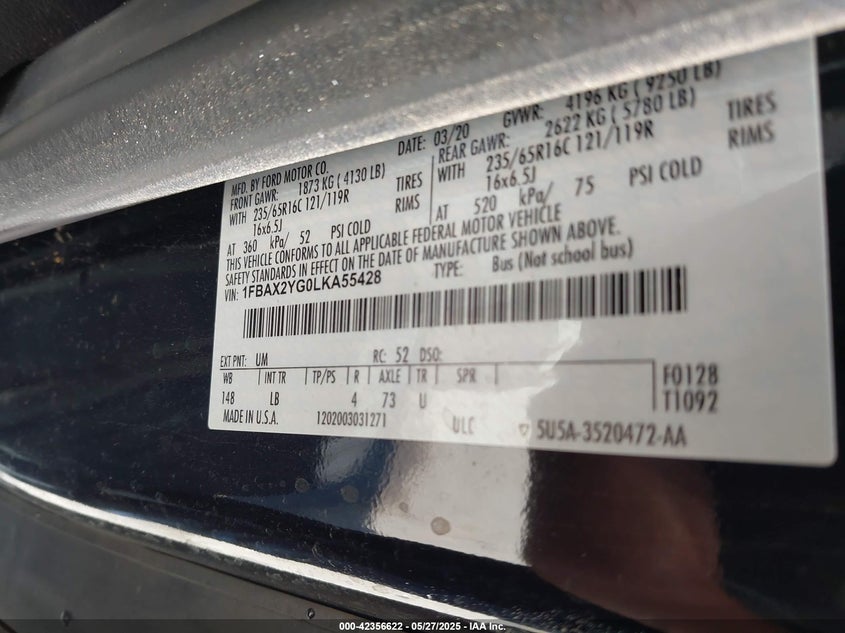 MFD. BY FORD MOTOR CO.
DATE: 03/20
GVWR: 4196 KG ( 9250 LB)
FRONT GAWR: 1873 KG ( 4130 LB)
REAR GAWR: 2622 KG ( 5780 LB)
WITH 235/65R16C 121/119R TIRES
WITH 235/65R16C 121/119R TIRES
16x6.5J RIMS
16x6.5J RIMS
AT 360 kPa/ 52 PSI COLD
AT 520 kPa/ 75 PSI COLD
THIS VEHICLE CONFORMS TO ALL APPLICABLE FEDERAL MOTOR VEHICLE
SAFETY STANDARDS IN EFFECT ON THE DATE OF MANUFACTURE SHOWN ABOVE.
VIN: 1FBAX2YG0LKA55428
TYPE: Bus (Not school bus)
EXT PNT: UM RC: 52 DSO:
WB INT TR TP/PS R AXLE TR SPR F0128
148 LB 4 73 U T1092
MADE IN U.S.A. 1202003031271 ULC 5U5A-3520472-AA
000-42356622 - 05/27/2025 - IAA Inc.